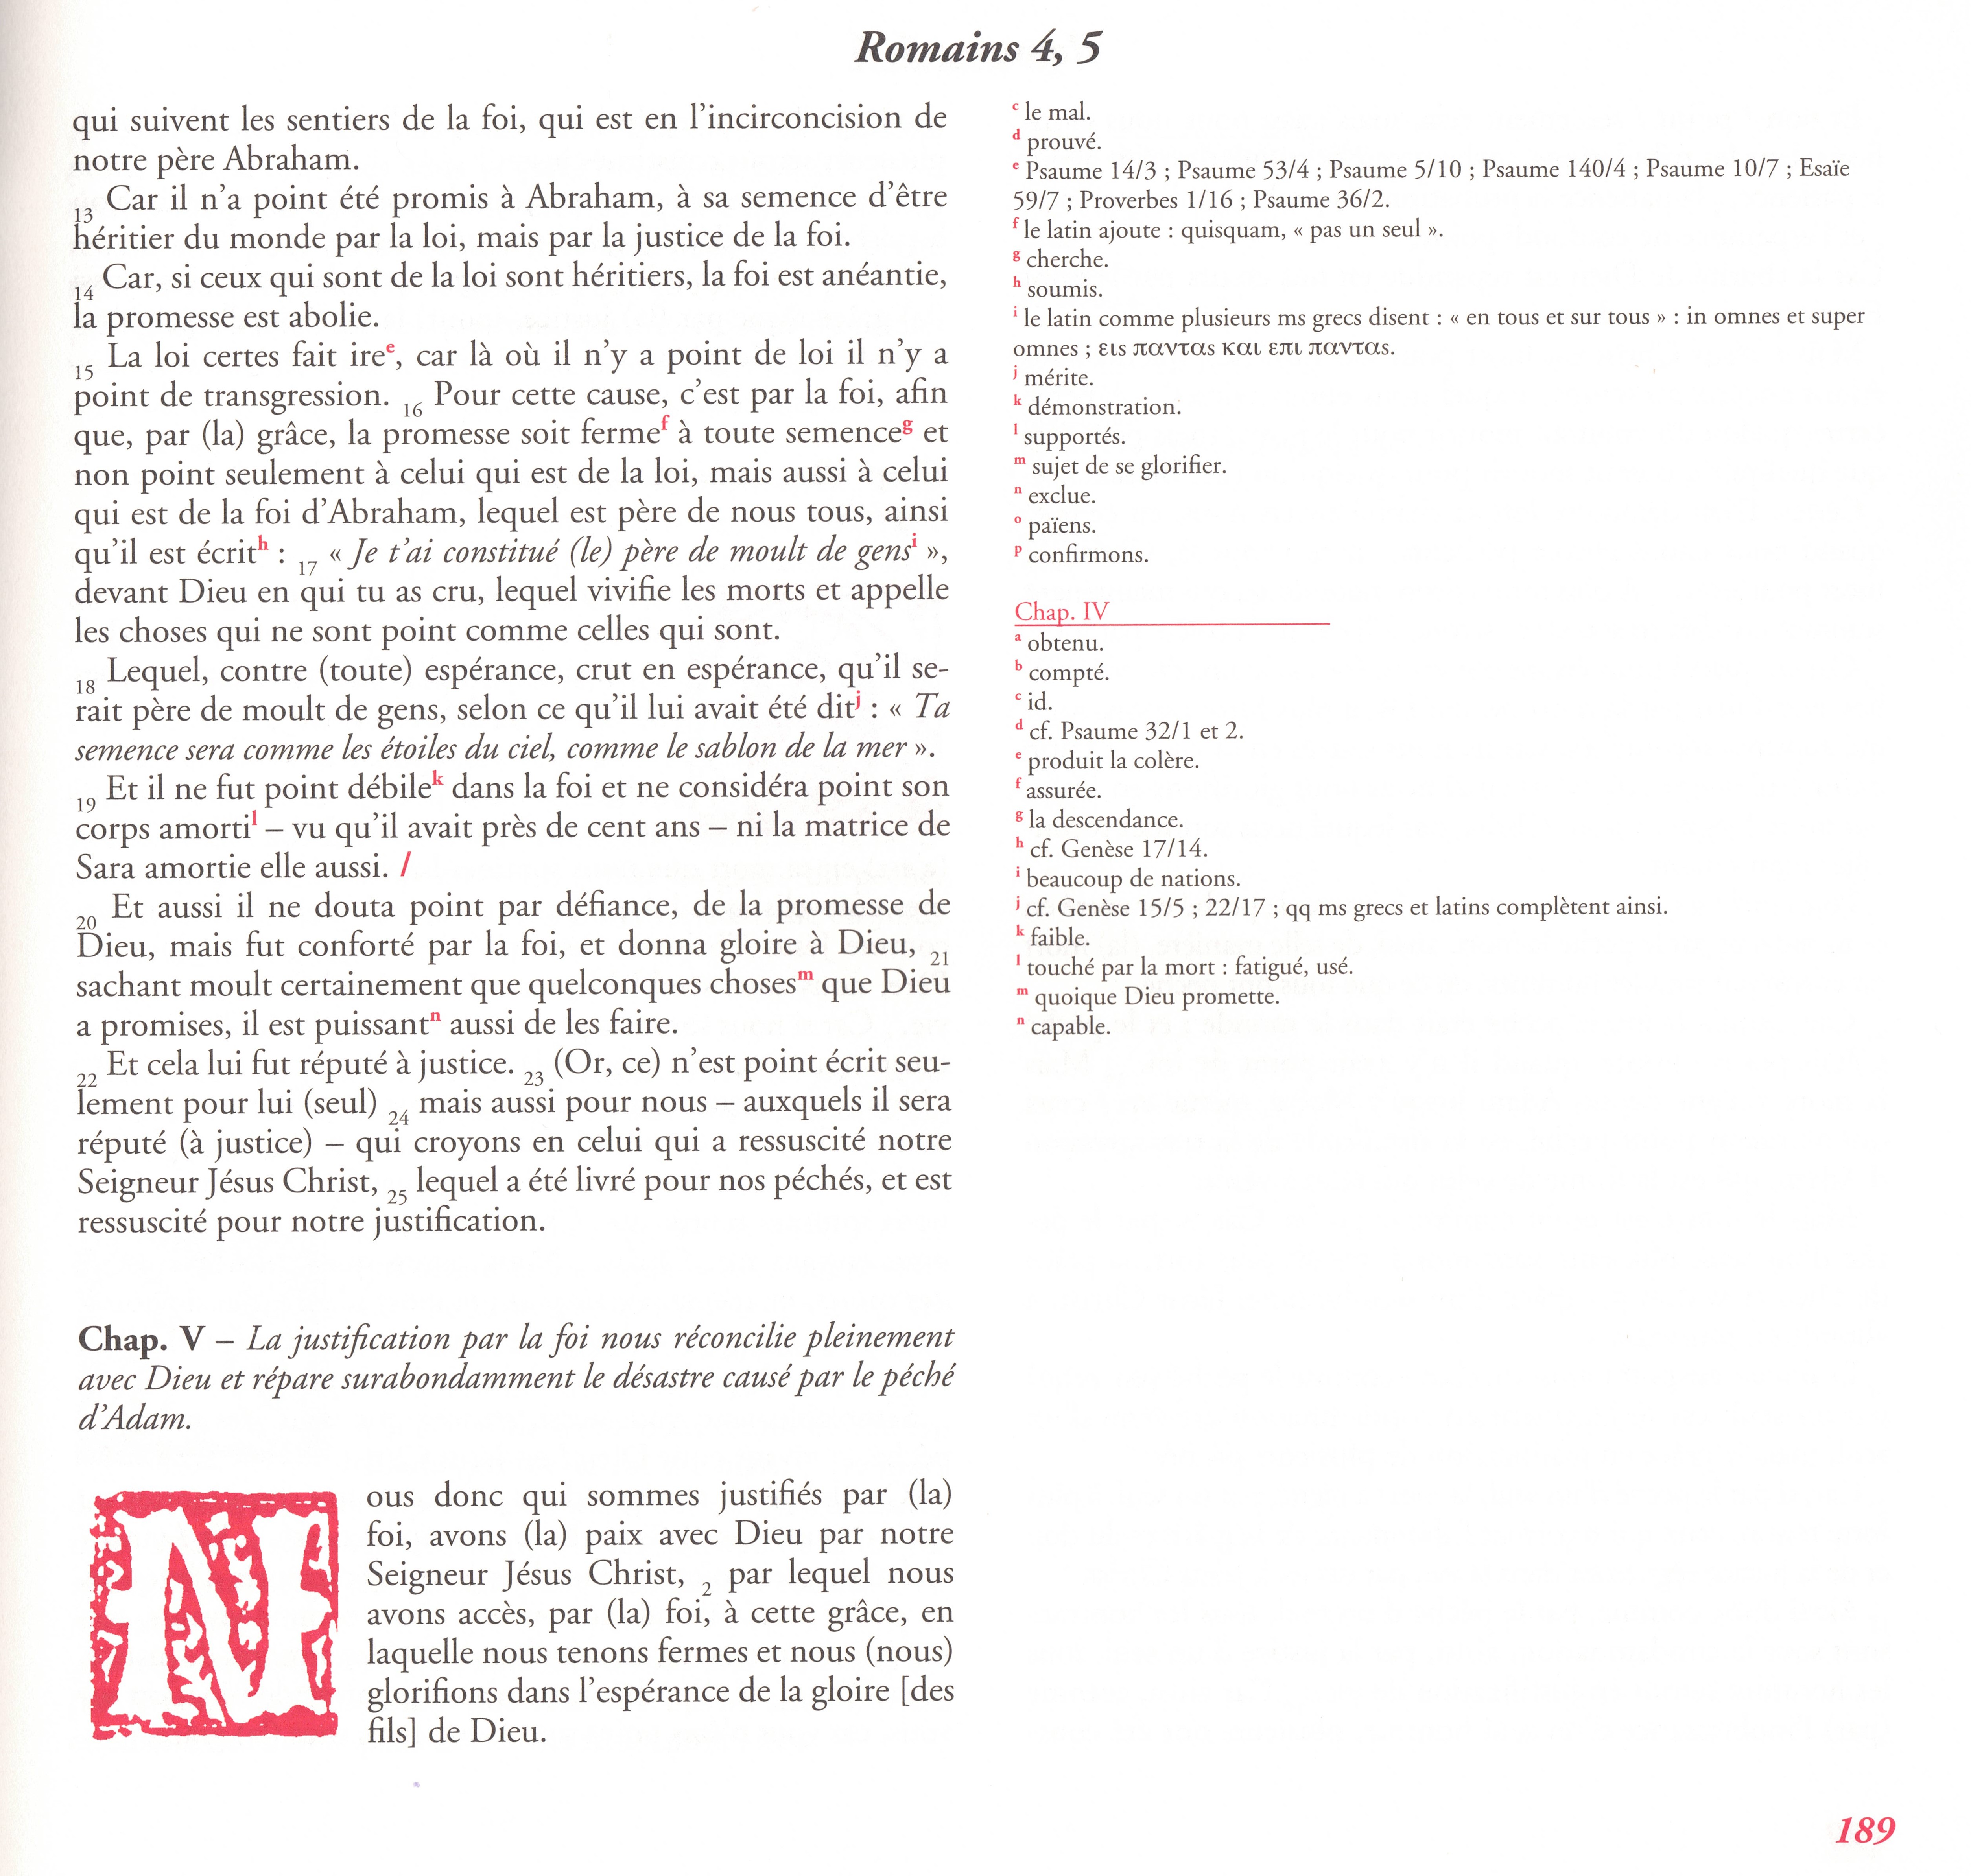 Romains 4, 5
qui suivent les sentiers de la foi, qui est en l'incirconcision de
notre père Abraham.
13 Car il n'a point été promis à Abraham, à sa semence d'être
héritier du monde par la loi, mais par la justice de la foi.
14 Car, si ceux qui sont de la loi sont héritiers, la foi est anéantie,
la promesse est abolie.
15 La loi certes fait ire^e, car là où il n'y a point de loi il n'y a
point de transgression. 16 Pour cette cause, c'est par la foi, afin
que, par (la) grâce, la promesse soit ferme^f à toute semence^g et
non point seulement à celui qui est de la loi, mais aussi à celui
qui est de la foi d'Abraham, lequel est père de nous tous, ainsi
qu'il est écrit^h : 17 « Je t'ai constitué (le) père de moult de gens^i »,
devant Dieu en qui tu as cru, lequel vivifie les morts et appelle
les choses qui ne sont point comme celles qui sont.
18 Lequel, contre (toute) espérance, crut en espérance, qu'il se-
rait père de moult de gens, selon ce qu'il lui avait été dit^j : « Ta
semence sera comme les étoiles du ciel, comme le sablon de la mer ».
19 Et il ne fut point débile^k dans la foi et ne considéra point son
corps amorti^l – vu qu'il avait près de cent ans – ni la matrice de
Sara amortie elle aussi. /
20 Et aussi il ne douta point par défiance, de la promesse de
Dieu, mais fut conforté par la foi, et donna gloire à Dieu, 21
sachant moult certainement que quelconques choses^m que Dieu
a promises, il est puissant^n aussi de les faire.
22 Et cela lui fut réputé à justice. 23 (Or, ce) n'est point écrit seu-
lement pour lui (seul) 24 mais aussi pour nous – auxquels il sera
réputé (à justice) – qui croyons en celui qui a ressuscité notre
Seigneur Jésus Christ, 25 lequel a été livré pour nos péchés, et est
ressuscité pour notre justification.
Chap. V – La justification par la foi nous réconcilie pleinement
avec Dieu et répare surabondamment le désastre causé par le péché
d'Adam.
Nous donc qui sommes justifiés par (la)
foi, avons (la) paix avec Dieu par notre
Seigneur Jésus Christ, 2 par lequel nous
avons accès, par (la) foi, à cette grâce, en
laquelle nous tenons fermes et nous (nous)
glorifions dans l'espérance de la gloire [des
fils] de Dieu.
c le mal.
d prouvé.
e Psaume 14/3 ; Psaume 53/4 ; Psaume 5/10 ; Psaume 140/4 ; Psaume 10/7 ; Esaïe
59/7 ; Proverbes 1/16 ; Psaume 36/2.
f le latin ajoute : quisquam, « pas un seul ».
g cherche.
h soumis.
i le latin comme plusieurs ms grecs disent : « en tous et sur tous » : in omnes et super
omnes ; εις παντας και επι παντας.
j mérite.
k démonstration.
l supportés.
m sujet de se glorifier.
n exclue.
o païens.
p confirmons.
Chap. IV
a obtenu.
b compté.
c id.
d cf. Psaume 32/1 et 2.
e produit la colère.
f assurée.
g la descendance.
h cf. Genèse 17/14.
i beaucoup de nations.
j cf. Genèse 15/5 ; 22/17 ; qq ms grecs et latins complètent ainsi.
k faible.
l touché par la mort : fatigué, usé.
m quoique Dieu promette.
n capable.
189